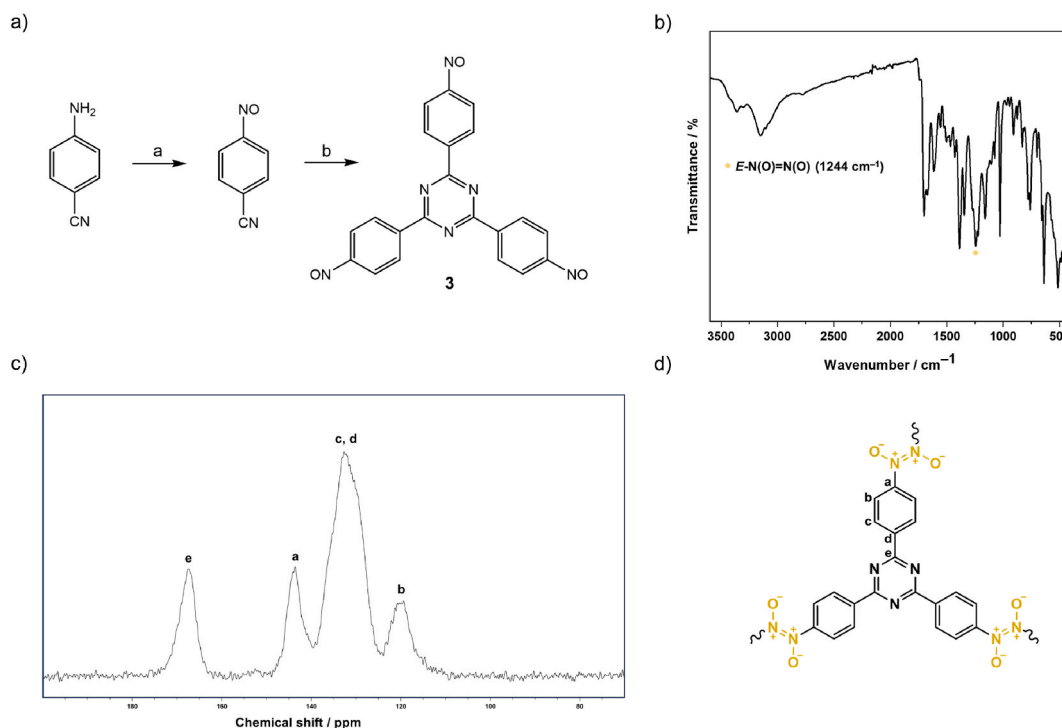 a)
NH2
CN
a
NO
CN
b
NO
N
N
N
ON
NO
3
b)
Transmittance / %
E-N(O)=N(O) (1244 cm–1)
3500
3000
2500
2000
1500
1000
500
Wavenumber / cm–1
c)
e
a
c, d
b
180
160
140
120
100
80
Chemical shift / ppm
d)
O–
N
+
N
+
O–
a
b
c
d
e
N
N
N
O–
N
+
N
+
O–
O–
N
+
N
+
O–